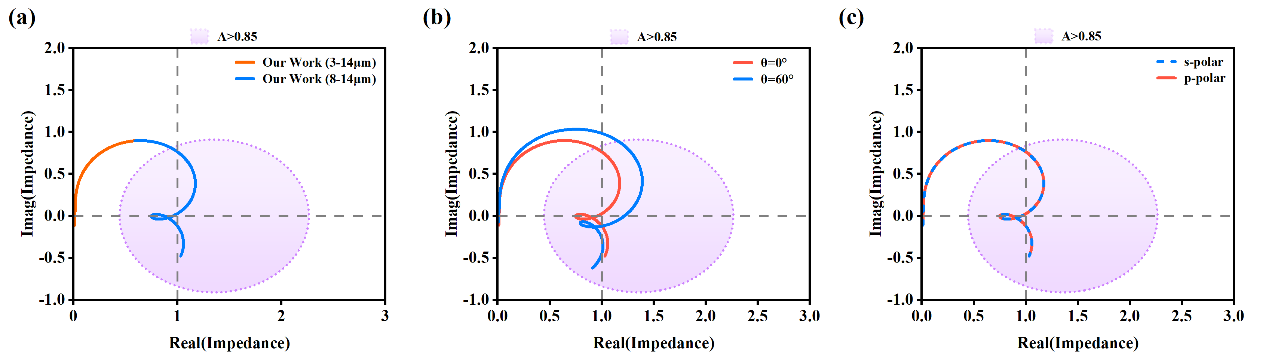 (a)
A>0.85
Our Work (3-14μm)
Our Work (8-14μm)
Imag(Impedance)
2.0
1.5
1.0
0.5
0.0
-0.5
-1.0
0
1
2
3
Real(Impedance)
(b)
A>0.85
θ=0°
θ=60°
Imag(Impedance)
2.0
1.5
1.0
0.5
0.0
-0.5
-1.0
0.0
0.5
1.0
1.5
2.0
2.5
3.0
Real(Impedance)
(c)
A>0.85
s-polar
p-polar
Imag(Impedance)
2.0
1.5
1.0
0.5
0.0
-0.5
-1.0
0.0
0.5
1.0
1.5
2.0
2.5
3.0
Real(Impedance)